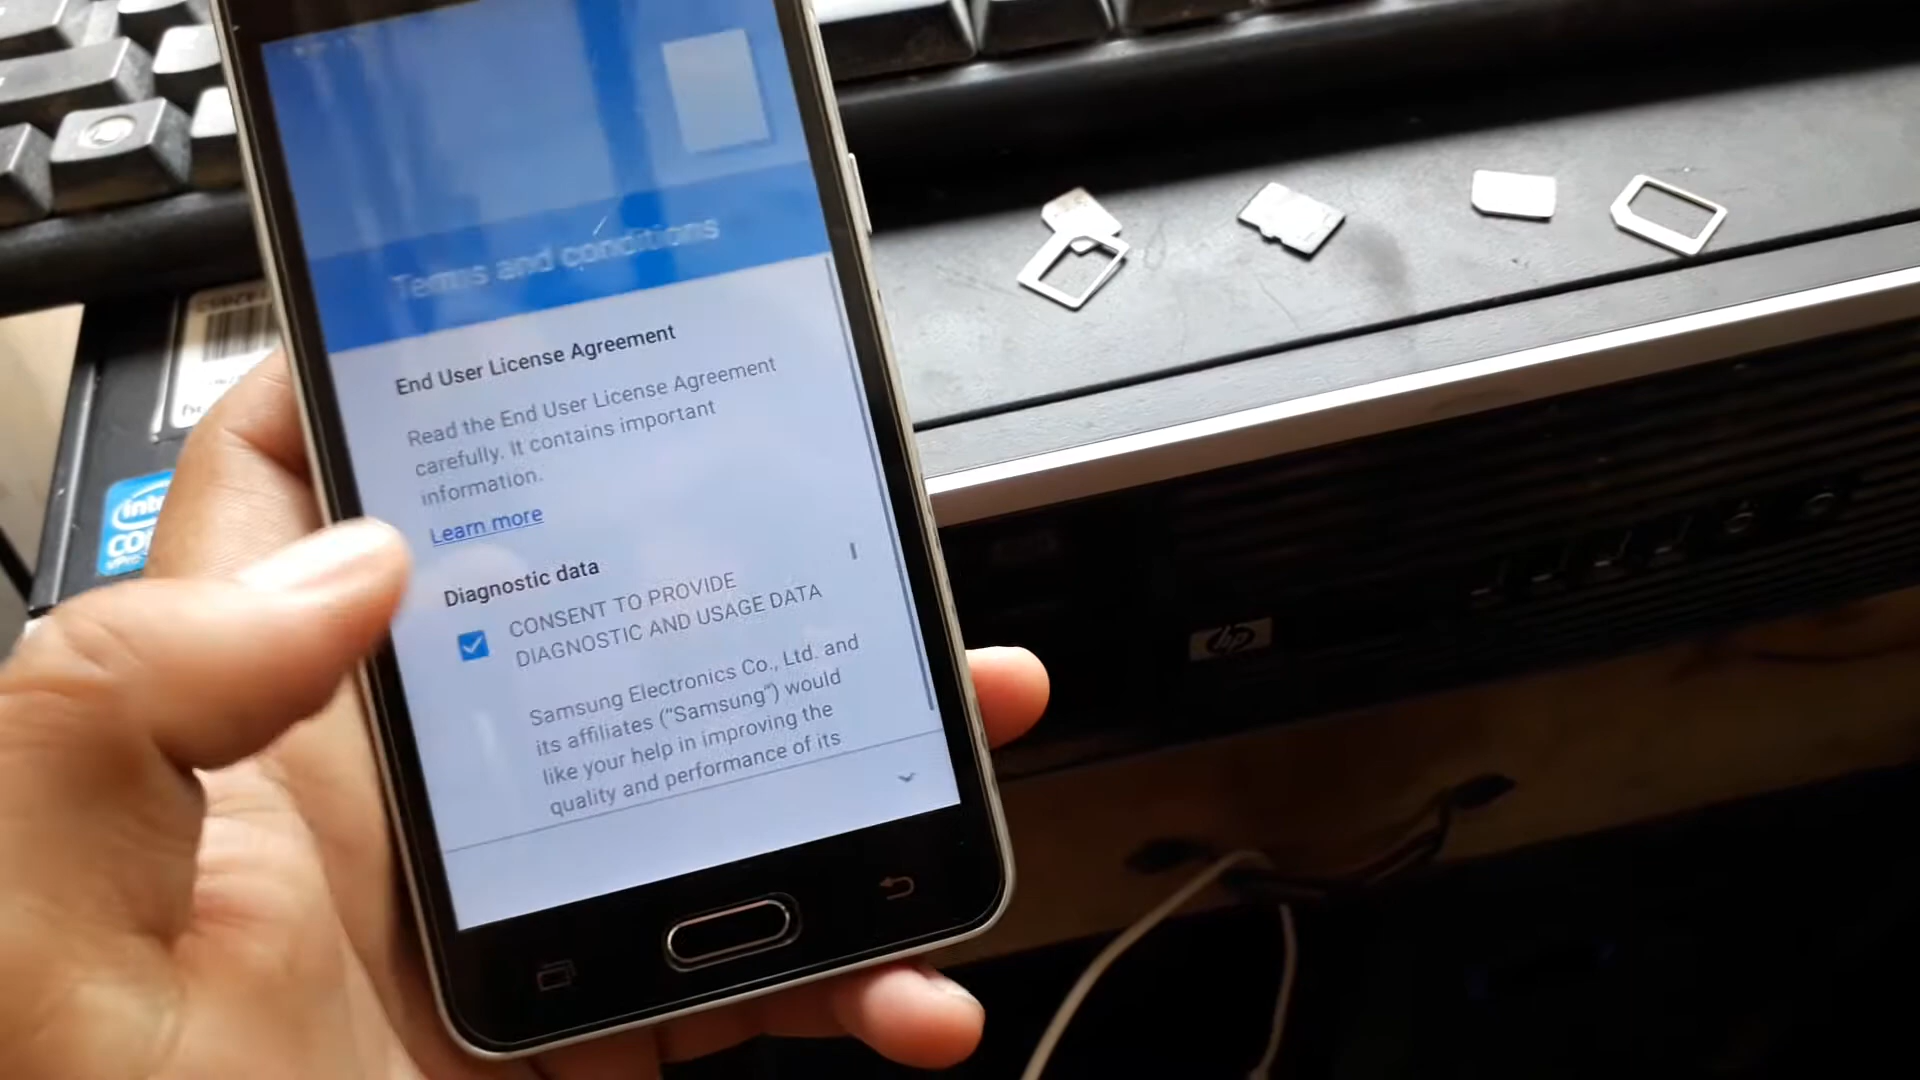 Terms and conditions
End User License Agreement
Read the End User License Agreement
carefully. It contains important
information.
Learn more
Diagnostic data
CONSENT TO PROVIDE
DIAGNOSTIC AND USAGE DATA
Samsung Electronics Co., Ltd. and
its affiliates ("Samsung") would
like your help in improving the
quality and performance of its
hp